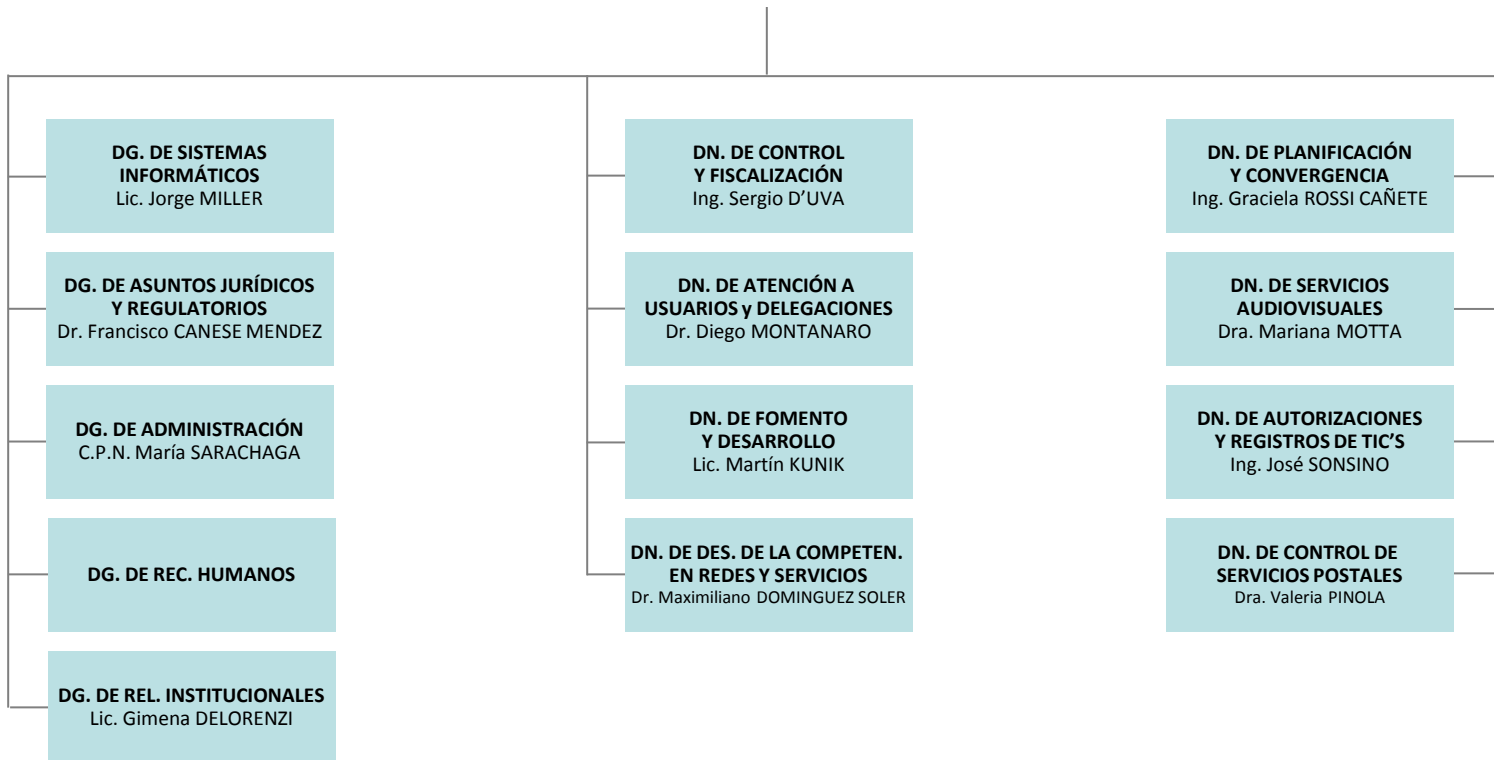 DG. DE SISTEMAS
INFORMÁTICOS
Lic. Jorge MILLER
DG. DE ASUNTOS JURÍDICOS
Y REGULATORIOS
Dr. Francisco CANESE MENDEZ
DG. DE ADMINISTRACIÓN
C.P.N. María SARACHAGA
DG. DE REC. HUMANOS
DG. DE REL. INSTITUCIONALES
Lic. Gimena DELORENZI
DN. DE CONTROL
Y FISCALIZACIÓN
Ing. Sergio D'UVA
DN. DE ATENCIÓN A
USUARIOS y DELEGACIONES
Dr. Diego MONTANARO
DN. DE FOMENTO
Y DESARROLLO
Lic. Martín KUNIK
DN. DE DES. DE LA COMPETEN.
EN REDES Y SERVICIOS
Dr. Maximiliano DOMINGUEZ SOLER
DN. DE PLANIFICACIÓN
Y CONVERGENCIA
Ing. Graciela ROSSI CAÑETE
DN. DE SERVICIOS
AUDIOVISUALES
Dra. Mariana MOTTA
DN. DE AUTORIZACIONES
Y REGISTROS DE TIC'S
Ing. José SONSINO
DN. DE CONTROL DE
SERVICIOS POSTALES
Dra. Valeria PINOLA